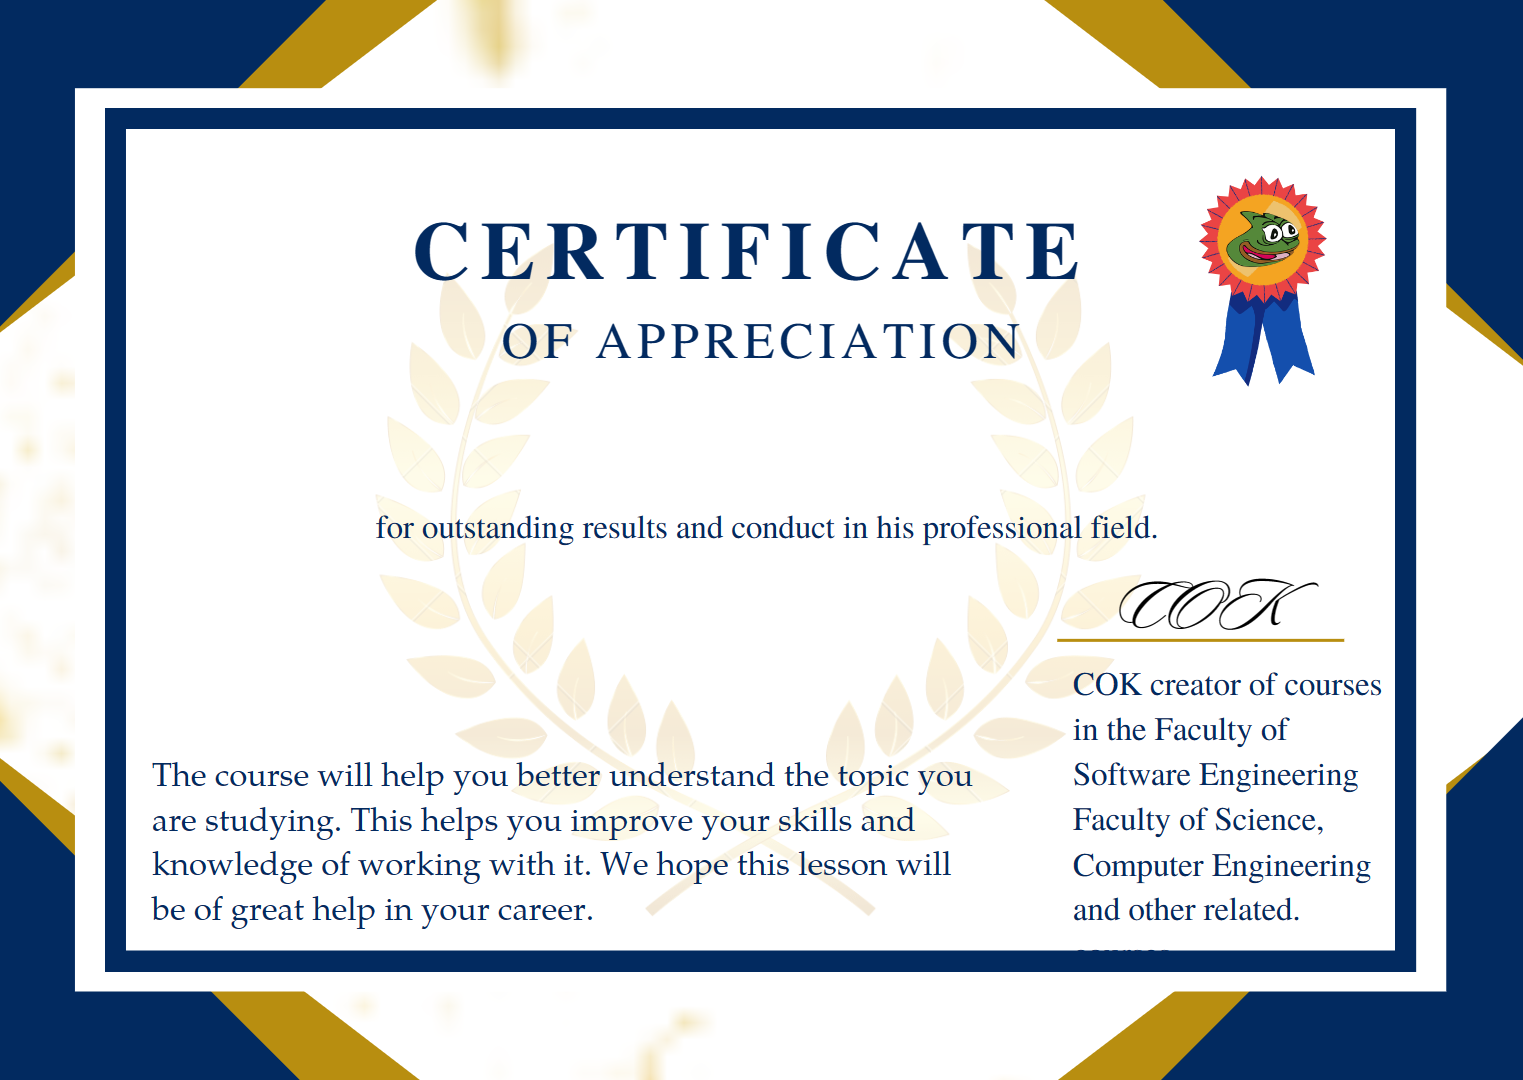 CERTIFICATE
OF APPRECIATION
for outstanding results and conduct in his professional field.
COK
COK creator of courses
in the Faculty of
Software Engineering
Faculty of Science,
Computer Engineering
and other related.
The course will help you better understand the topic you
are studying. This helps you improve your skills and
knowledge of working with it. We hope this lesson will
be of great help in your career.